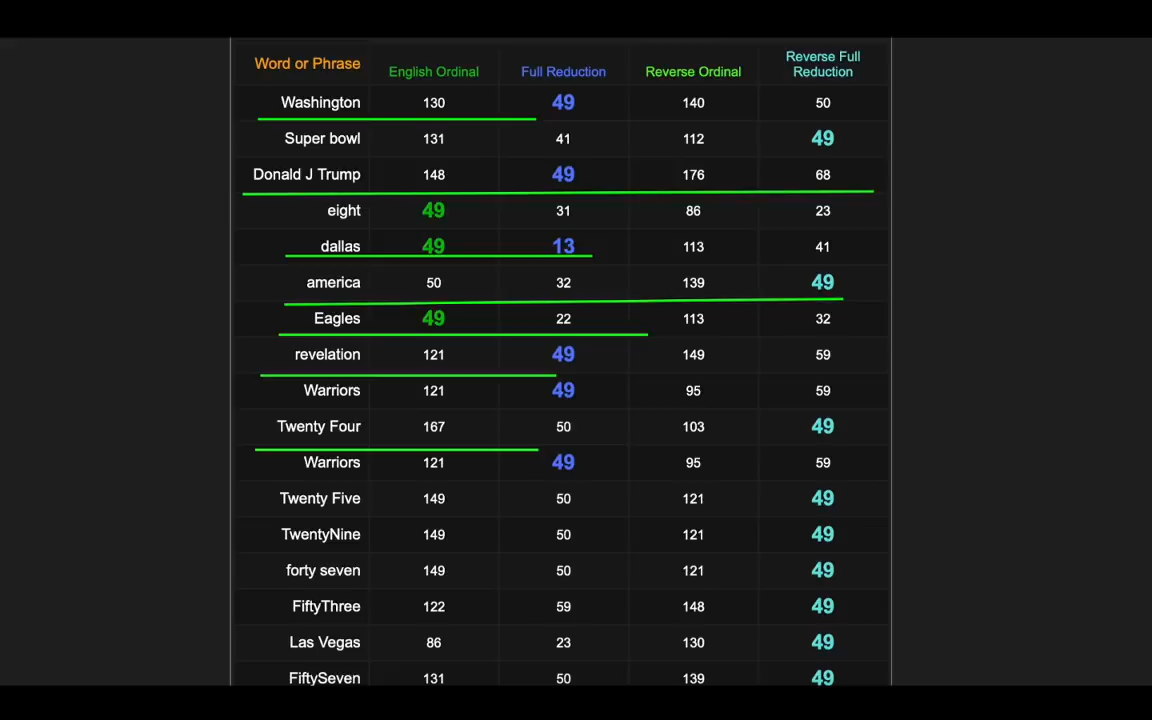 Word or Phrase English Ordinal Full Reduction Reverse Ordinal Reverse Full Reduction
Washington 130 49 140 50
Super bowl 131 41 112 49
Donald J Trump 148 49 176 68
eight 49 31 86 23
dallas 49 13 113 41
america 50 32 139 49
Eagles 49 22 113 32
revelation 121 49 149 59
Warriors 121 49 95 59
Twenty Four 167 50 103 49
Warriors 121 49 95 59
Twenty Five 149 50 121 49
TwentyNine 149 50 121 49
forty seven 149 50 121 49
FiftyThree 122 59 148 49
Las Vegas 86 23 130 49
FiftySeven 131 50 139 49